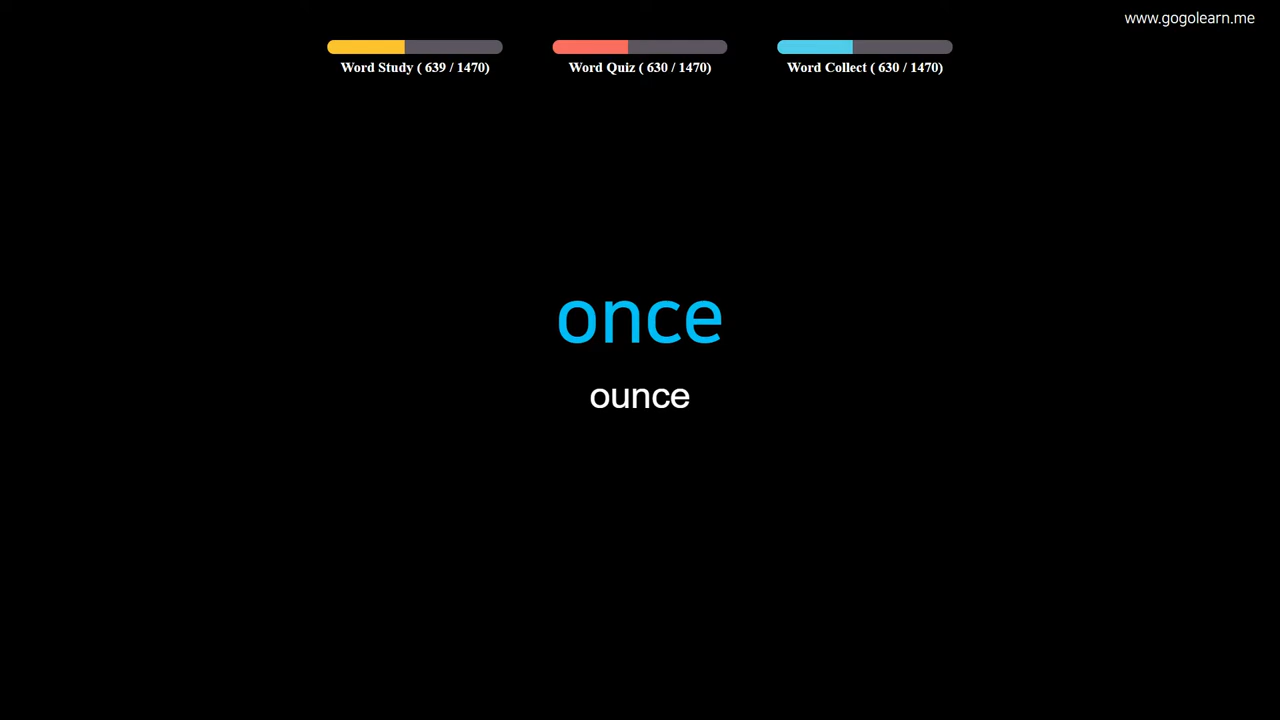 www.gogolearn.me
Word Study ( 639 / 1470)
Word Quiz ( 630 / 1470)
Word Collect ( 630 / 1470)
once
ounce